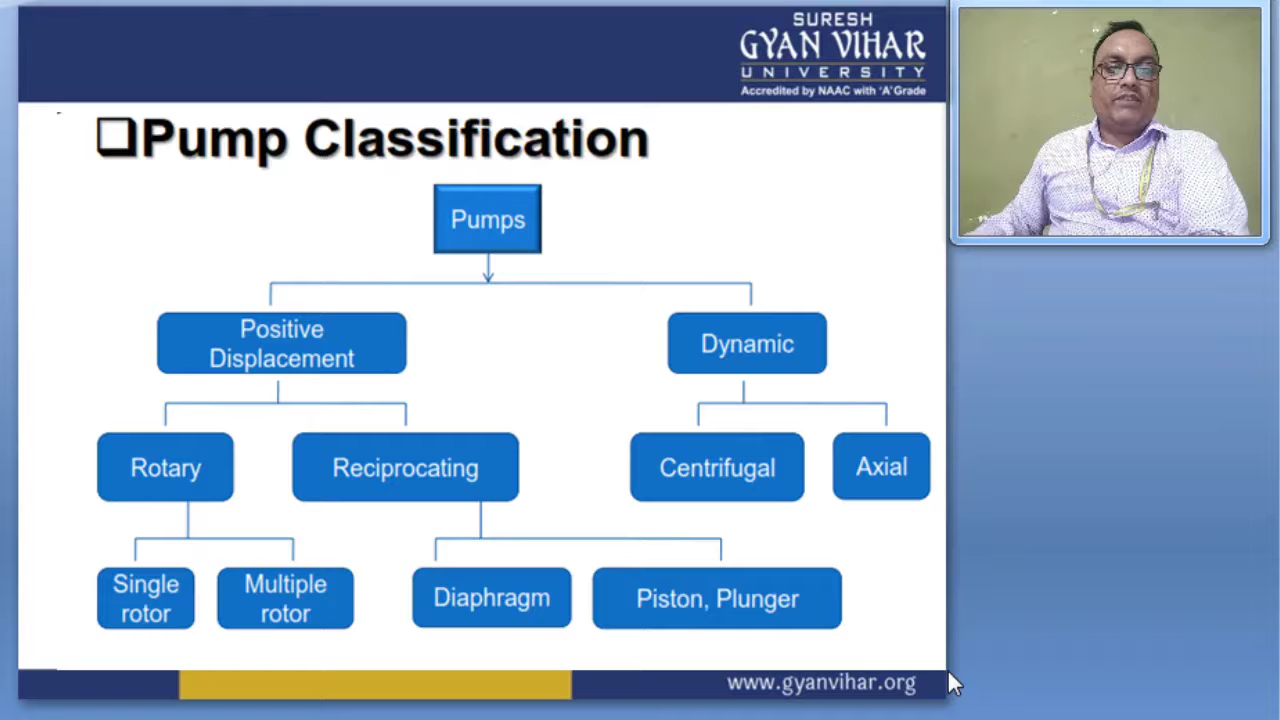 SURESH
GYAN VIHAR
UNIVERSITY
Accredited by NAAC with 'A' Grade
Pump Classification
Pumps
Positive
Displacement
Dynamic
Rotary
Reciprocating
Centrifugal
Axial
Single
rotor
Multiple
rotor
Diaphragm
Piston, Plunger
www.gyanvihar.org